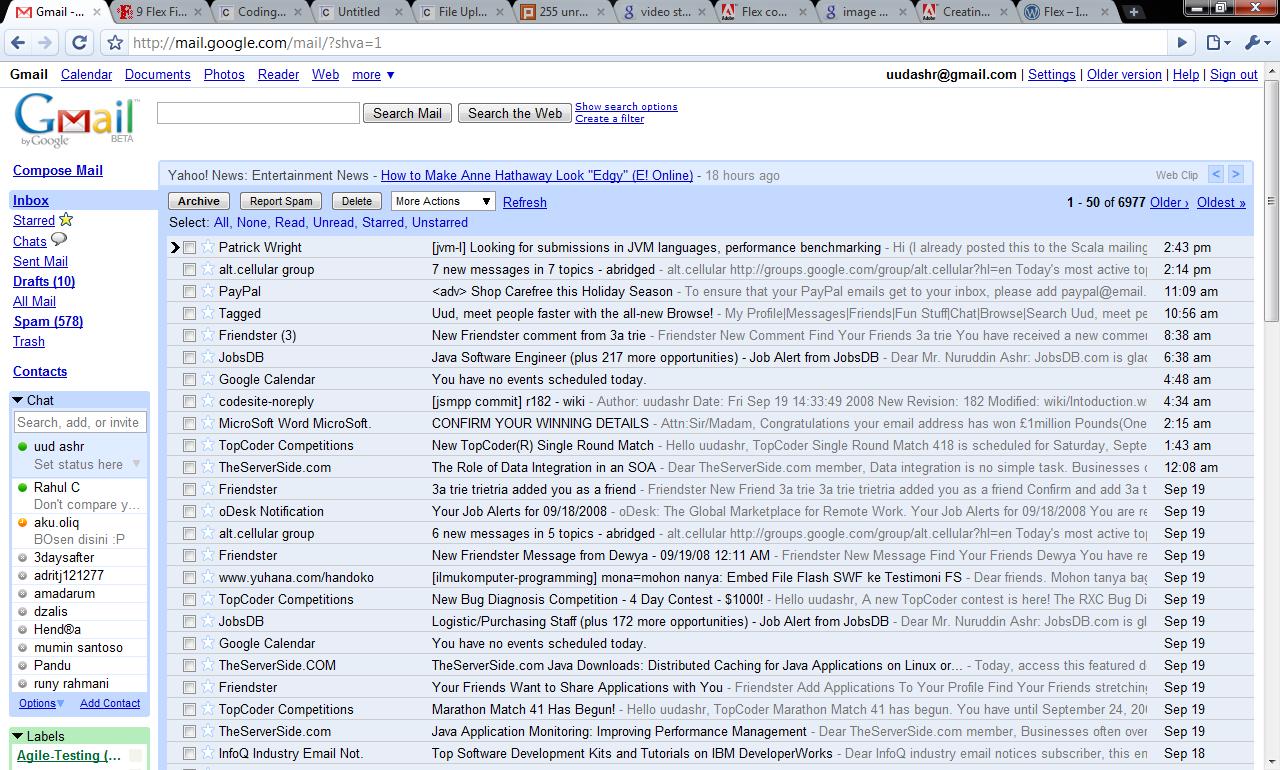 Gmail -... 9 Flex Fi... Coding... Untitled File Upl... 255 unr... video st... Flex co... image ... Creatin... Flex – I...
http://mail.google.com/mail/?shva=1
Gmail Calendar Documents Photos Reader Web more ▼ uudashr@gmail.com | Settings | Older version | Help | Sign out
Gmail by Google BETA
Search Mail Search the Web Show search options
Create a filter
Compose Mail
Inbox
Starred
Chats
Sent Mail
Drafts (10)
All Mail
Spam (578)
Trash
Contacts
Chat
Search, add, or invite
uud ashr
Set status here
Rahul C
Don't compare y...
aku.oliq
BOsen disini :P
3daysafter
adritj121277
amadarum
dzalis
Hend®a
mumin santoso
Pandu
runy rahmani
Options Add Contact
Labels
Agile-Testing (...
Yahoo! News: Entertainment News - How to Make Anne Hathaway Look "Edgy" (E! Online) - 18 hours ago Web Clip < >
Archive Report Spam Delete More Actions Refresh 1 - 50 of 6977 Older › Oldest »
Select: All, None, Read, Unread, Starred, Unstarred
Patrick Wright [jvm-l] Looking for submissions in JVM languages, performance benchmarking - Hi (I already posted this to the Scala mailing 2:43 pm
alt.cellular group 7 new messages in 7 topics - abridged - alt.cellular http://groups.google.com/group/alt.cellular?hl=en Today's most active top 2:14 pm
PayPal <adv> Shop Carefree this Holiday Season - To ensure that your PayPal emails get to your inbox, please add paypal@email. 11:09 am
Tagged Uud, meet people faster with the all-new Browse! - My Profile|Messages|Friends|Fun Stuff|Chat|Browse|Search Uud, meet pe 10:56 am
Friendster (3) New Friendster comment from 3a trie - Friendster New Comment Find Your Friends 3a trie You have received a new commen 8:38 am
JobsDB Java Software Engineer (plus 217 more opportunities) - Job Alert from JobsDB - Dear Mr. Nuruddin Ashr: JobsDB.com is glad 6:38 am
Google Calendar You have no events scheduled today. 4:48 am
codesite-noreply [jsmpp commit] r182 - wiki - Author: uudashr Date: Fri Sep 19 14:33:49 2008 New Revision: 182 Modified: wiki/Intoduction.w 4:34 am
MicroSoft Word MicroSoft. CONFIRM YOUR WINNING DETAILS - Attn:Sir/Madam, Congratulations your email address has won £1million Pounds(One 2:15 am
TopCoder Competitions New TopCoder(R) Single Round Match - Hello uudashr, TopCoder Single Round Match 418 is scheduled for Saturday, Septe 1:43 am
TheServerSide.com The Role of Data Integration in an SOA - Dear TheServerSide.com member, Data integration is no simple task. Businesses c 12:08 am
Friendster 3a trie trietria added you as a friend - Friendster New Friend 3a trie 3a trie trietria added you as a friend Confirm and add 3a t Sep 19
oDesk Notification Your Job Alerts for 09/18/2008 - oDesk: The Global Marketplace for Remote Work. Your Job Alerts for 09/18/2008 You are re Sep 19
alt.cellular group 6 new messages in 5 topics - abridged - alt.cellular http://groups.google.com/group/alt.cellular?hl=en Today's most active top Sep 19
Friendster New Friendster Message from Dewya - 09/19/08 12:11 AM - Friendster New Message Find Your Friends Dewya You have re Sep 19
www.yuhana.com/handoko [ilmukomputer-programming] mona=mohon nanya: Embed File Flash SWF ke Testimoni FS - Dear friends. Mohon tanya bag Sep 19
TopCoder Competitions New Bug Diagnosis Competition - 4 Day Contest - $1000! - Hello uudashr, A new TopCoder contest is here! The RXC Bug Di Sep 19
JobsDB Logistic/Purchasing Staff (plus 172 more opportunities) - Job Alert from JobsDB - Dear Mr. Nuruddin Ashr: JobsDB.com is gl Sep 19
Google Calendar You have no events scheduled today. Sep 19
TheServerSide.COM TheServerSide.com Java Downloads: Distributed Caching for Java Applications on Linux or... - Today, access this featured d Sep 19
Friendster Your Friends Want to Share Applications with You - Friendster Add Applications To Your Profile Find Your Friends stretching Sep 19
TopCoder Competitions Marathon Match 41 Has Begun! - Hello uudashr, TopCoder Marathon Match 41 has begun. You have until September 24, 200 Sep 19
TheServerSide.com Java Application Monitoring: Improving Performance Management - Dear TheServerSide.com member, Businesses often over Sep 19
InfoQ Industry Email Not. Top Software Development Kits and Tutorials on IBM DeveloperWorks - Dear InfoQ industry email notices subscriber, this en Sep 18